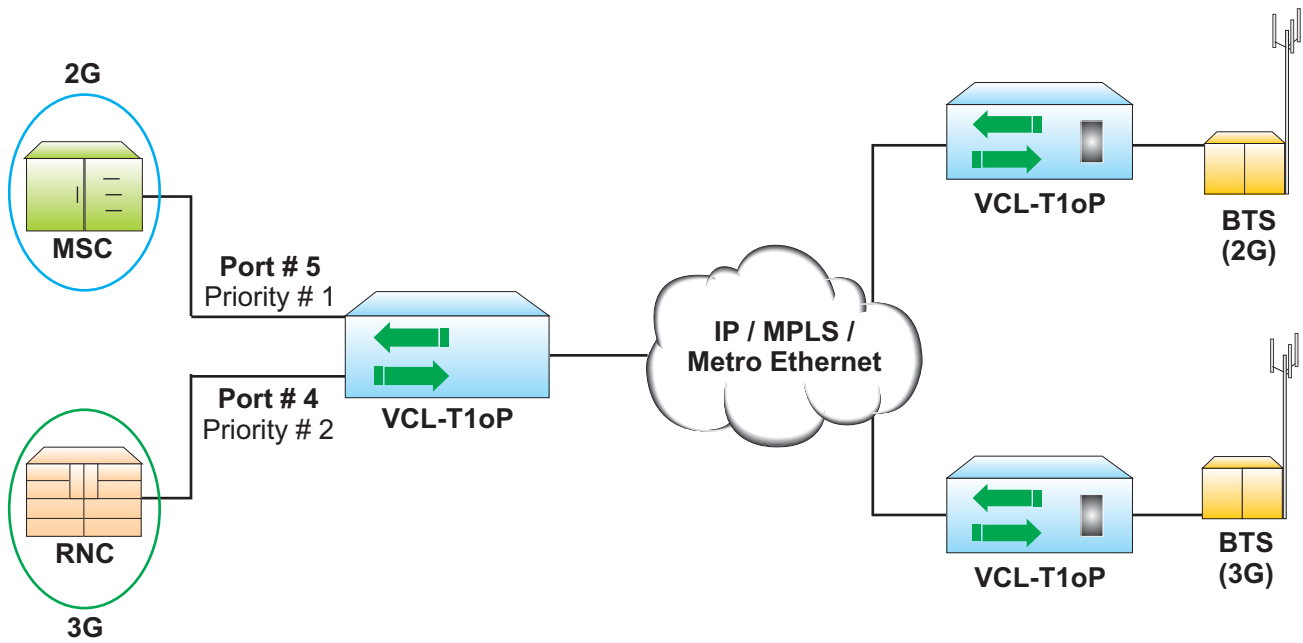 2G
MSC
Port # 5
Priority # 1
Port # 4
Priority # 2
RNC
3G
VCL-T1oP
IP / MPLS /
Metro Ethernet
VCL-T1oP
BTS
(2G)
VCL-T1oP
BTS
(3G)